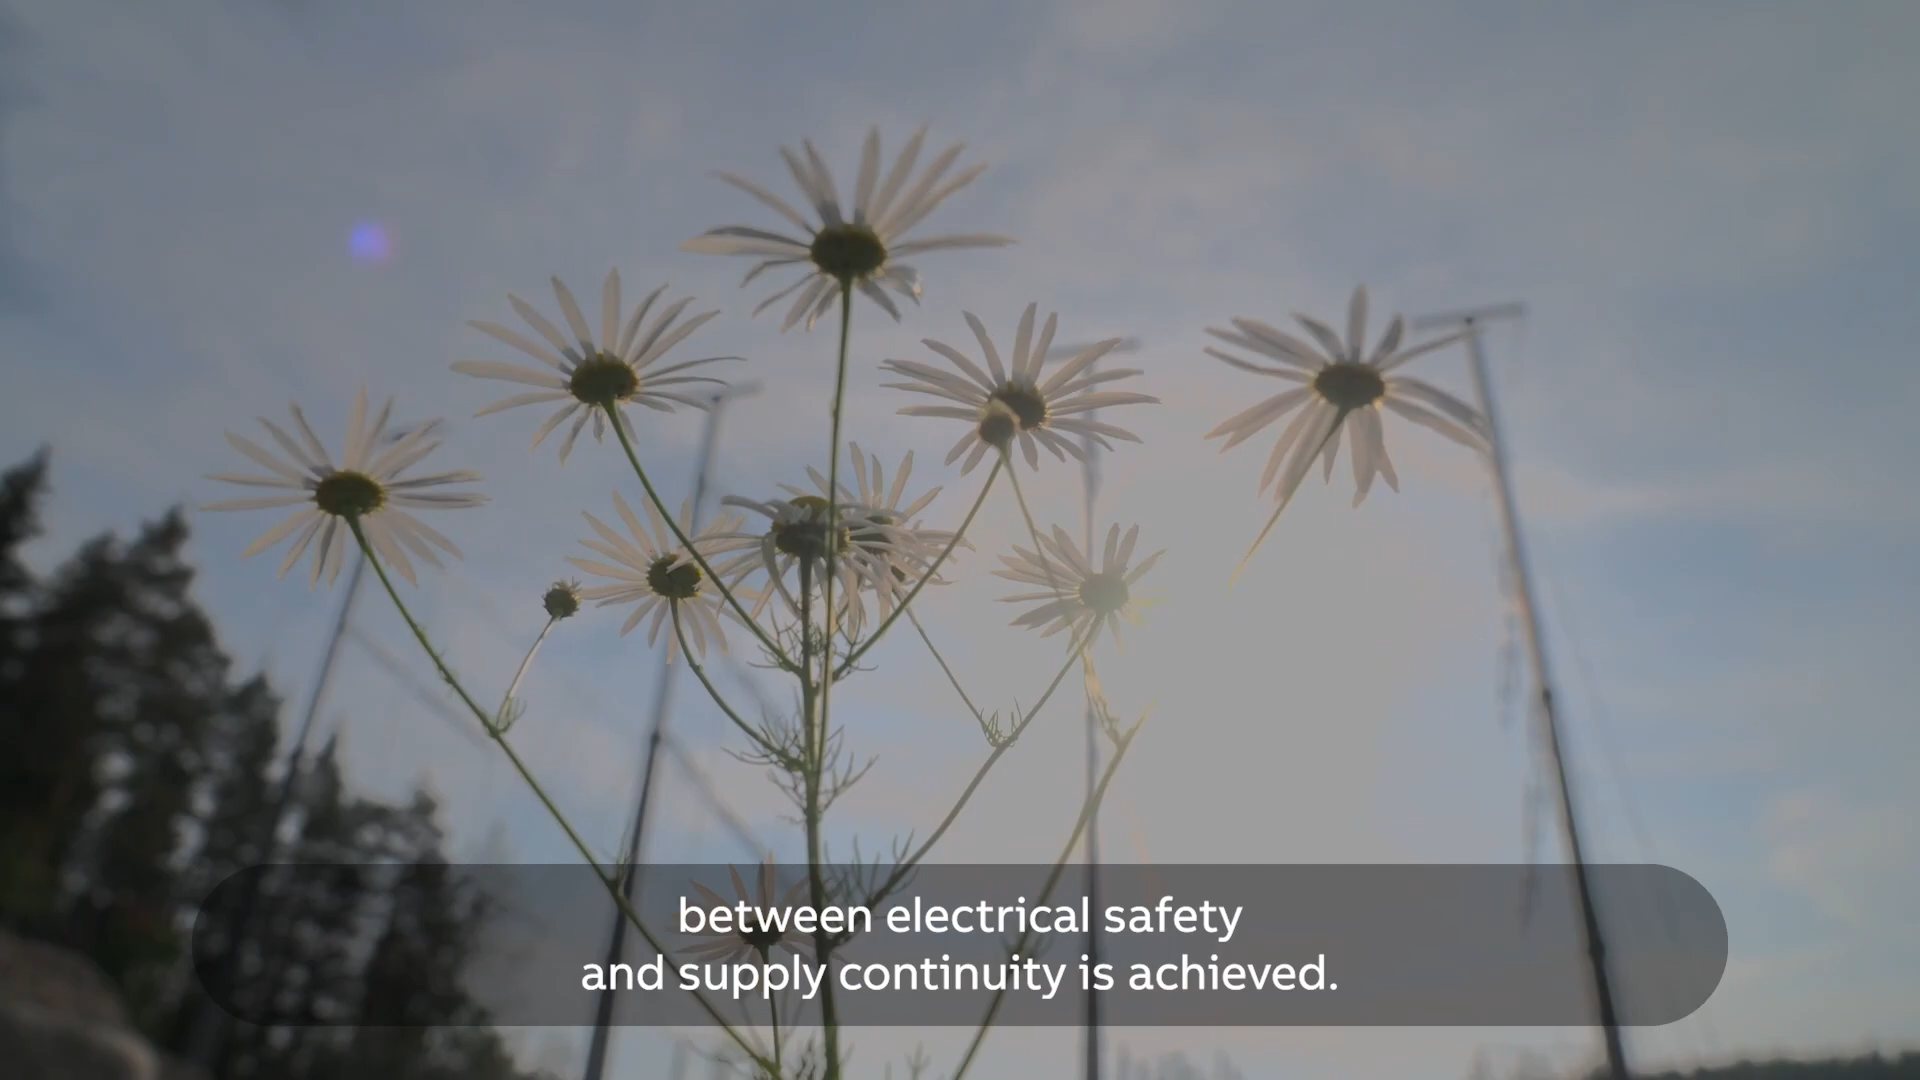 between electrical safety
and supply continuity is achieved.